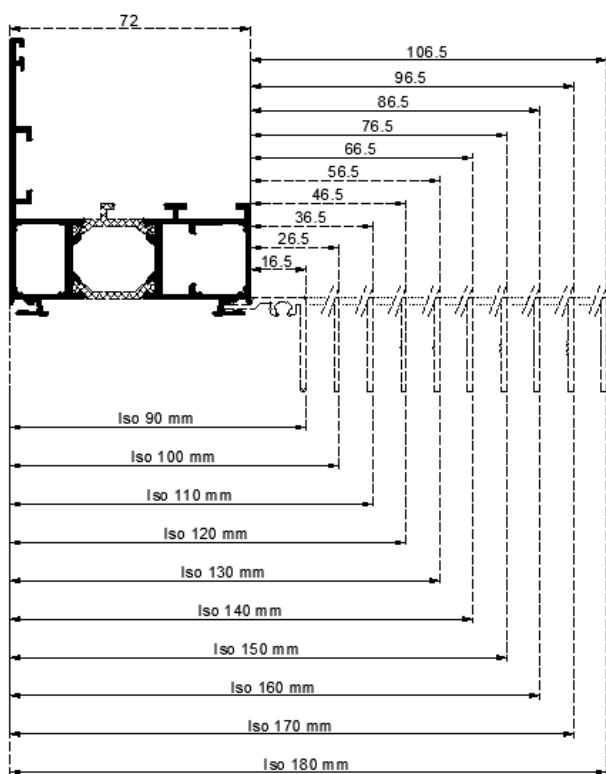 72
106.5
96.5
86.5
76.5
66.5
56.5
46.5
36.5
26.5
16.5
Iso 90 mm
Iso 100 mm
Iso 110 mm
Iso 120 mm
Iso 130 mm
Iso 140 mm
Iso 150 mm
Iso 160 mm
Iso 170 mm
Iso 180 mm